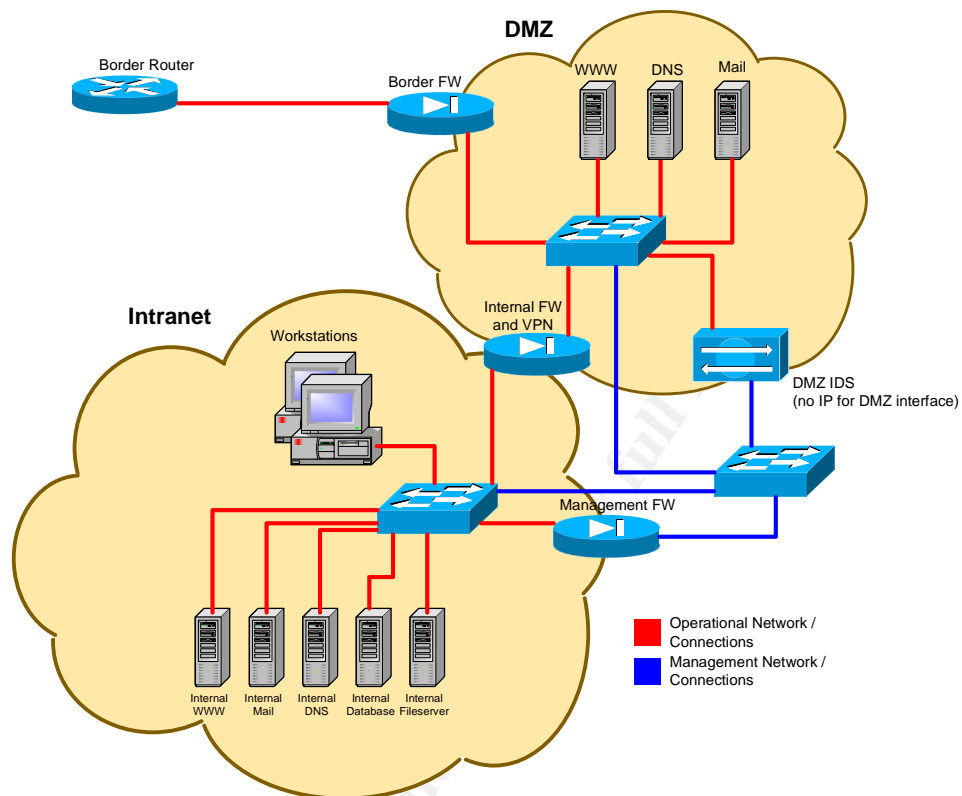 DMZ
Border Router
Border FW
WWW
DNS
Mail
Internal FW
and VPN
Intranet
Workstations
DMZ IDS
(no IP for DMZ interface)
Management FW
Operational Network /
Connections
Management Network /
Connections
Internal
WWW
Internal
Mail
Internal
DNS
Internal
Database
Internal
Fileserver
full